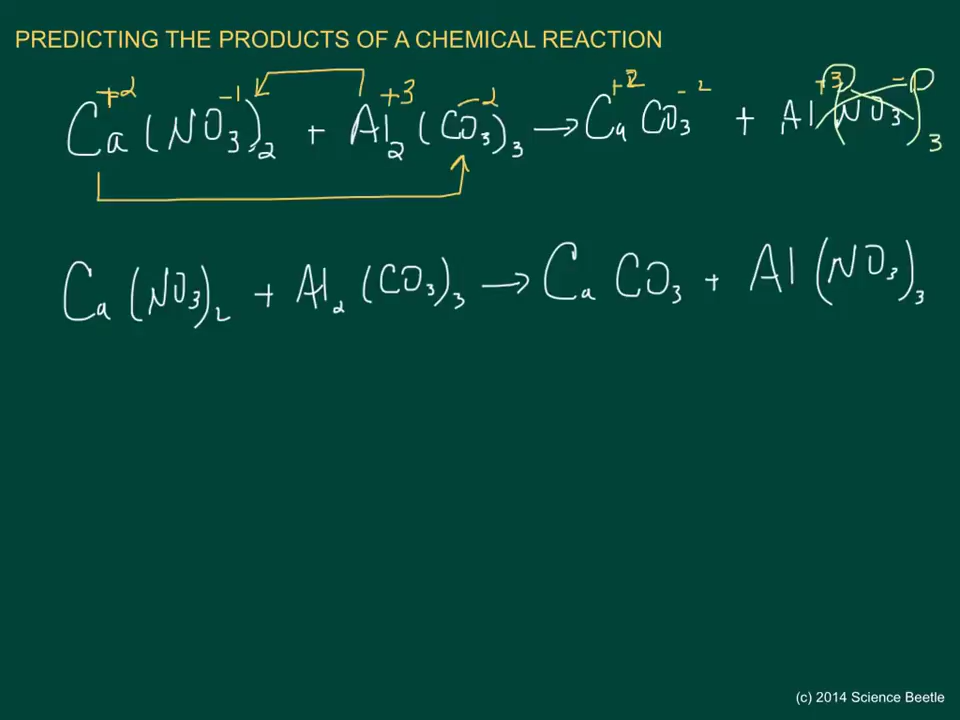 PREDICTING THE PRODUCTS OF A CHEMICAL REACTION
+2 -1 +3 -2 +2 -2 +3 -1
Ca(NO3)2 + Al2(CO3)3 → CaCO3 + Al(NO3)3
Ca(NO3)2 + Al2(CO3)3 → CaCO3 + Al(NO3)3
(c) 2014 Science Beetle